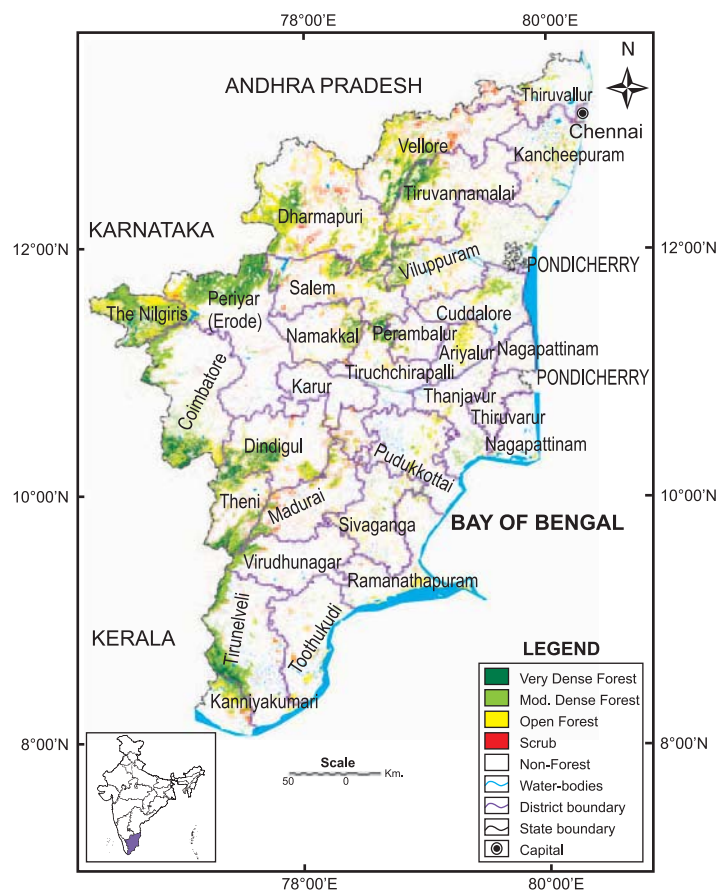 78°00'E
80°00'E
N
ANDHRA PRADESH
Thiruvallur
Chennai
Vellore
Kancheepuram
Tiruvannamalai
Dharmapuri
KARNATAKA
12°00'N
12°00'N
Viluppuram
PONDICHERRY
Salem
Periyar
(Erode)
The Nilgiris
Cuddalore
Namakkal
Perambalur
Ariyalur
Nagapattinam
Coimbatore
Tiruchchirapalli
PONDICHERRY
Karur
Thanjavur
Thiruvarur
Nagapattinam
Dindigul
Pudukkottai
10°00'N
10°00'N
Theni
Madurai
Sivaganga
BAY OF BENGAL
Virudhunagar
Ramanathapuram
KERALA
Tirunelveli
Toothukudi
Kanniyakumari
8°00'N
8°00'N
LEGEND
Very Dense Forest
Mod. Dense Forest
Open Forest
Scrub
Non-Forest
Water-bodies
District boundary
State boundary
Capital
Scale
50 0 50 Km.
78°00'E
80°00'E